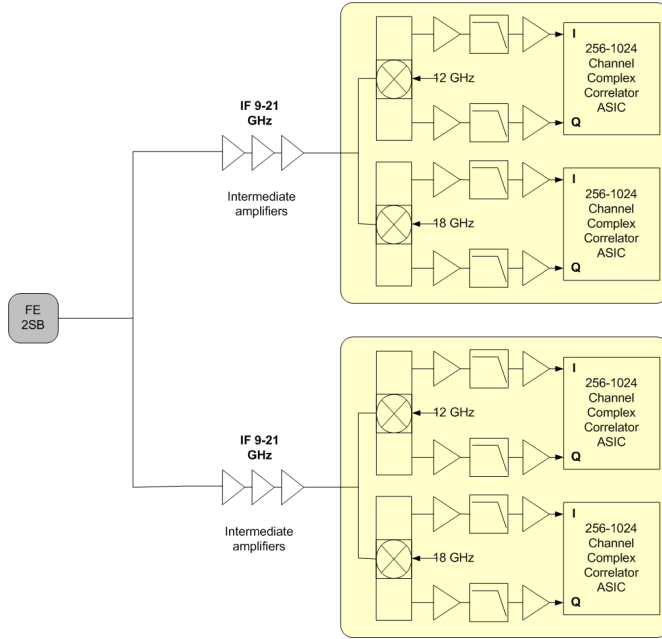 I
256-1024
Channel
Complex
Correlator
ASIC
Q
12 GHz
IF 9-21
GHz
Intermediate
amplifiers
I
256-1024
Channel
Complex
Correlator
ASIC
Q
18 GHz
FE
2SB
I
256-1024
Channel
Complex
Correlator
ASIC
Q
12 GHz
IF 9-21
GHz
Intermediate
amplifiers
I
256-1024
Channel
Complex
Correlator
ASIC
Q
18 GHz